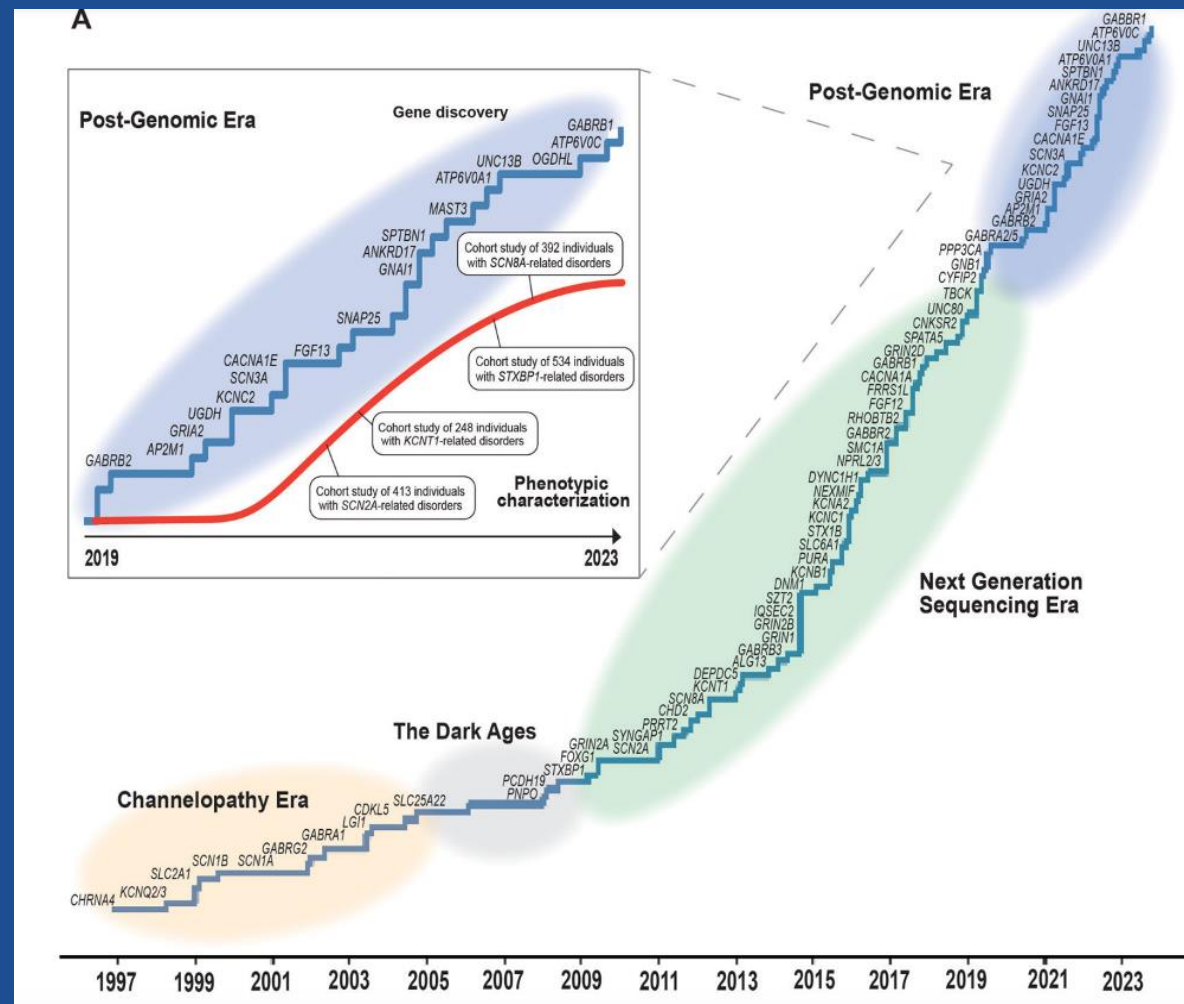 A
Post-Genomic Era
Gene discovery
GABRB1
ATP6V0C
OGDHL
UNC13B
ATP6V0A1
MAST3
SPTBN1
ANKRD17
GNAI1
SNAP25
FGF13
CACNA1E
SCN3A
KCNC2
UGDH
GRIA2
AP2M1
GABRB2
Cohort study of 392 individuals
with SCN8A-related disorders
Cohort study of 534 individuals
with STXBP1-related disorders
Cohort study of 248 individuals
with KCNT1-related disorders
Cohort study of 413 individuals
with SCN2A-related disorders
Phenotypic
characterization
2019
2023
Post-Genomic Era
GABBR1
ATP6V0C
UNC13B
ATP6V0A1
SPTBN1
ANKRD17
GNAI1
SNAP25
FGF13
CACNA1E
SCN3A
KCNC2
UGDH
GRIA2
AP2M1
GABRB2
GABRA2/5
PPP3CA
GNB1
CYFIP2
TBCK
UNC80
CNKSR2
SPATA5
GRIN2D
GABRB1
CACNA1A
FRRS1L
FGF12
RHOBTB2
GABBR2
SMC1A
NPRL2/3
DYNC1H1
NEXMIF
KCNA2
KCNC1
STX1B
SLC6A1
PURA
KCNB1
DNM1
SZT2
IQSEC2
GRIN2B
GRIN1
GABRB3
ALG13
DEPDC5
KCNT1
SCN8A
CHD2
PRRT2
SYNGAP1
SCN2A
GRIN2A
FOXG1
STXBP1
PCDH19
PNPO
SLC25A22
CDKL5
LGI1
GABRA1
GABRG2
SCN1A
SCN1B
SLC2A1
KCNQ2/3
CHRNA4
Next Generation
Sequencing Era
The Dark Ages
Channelopathy Era
1997 1999 2001 2003 2005 2007 2009 2011 2013 2015 2017 2019 2021 2023